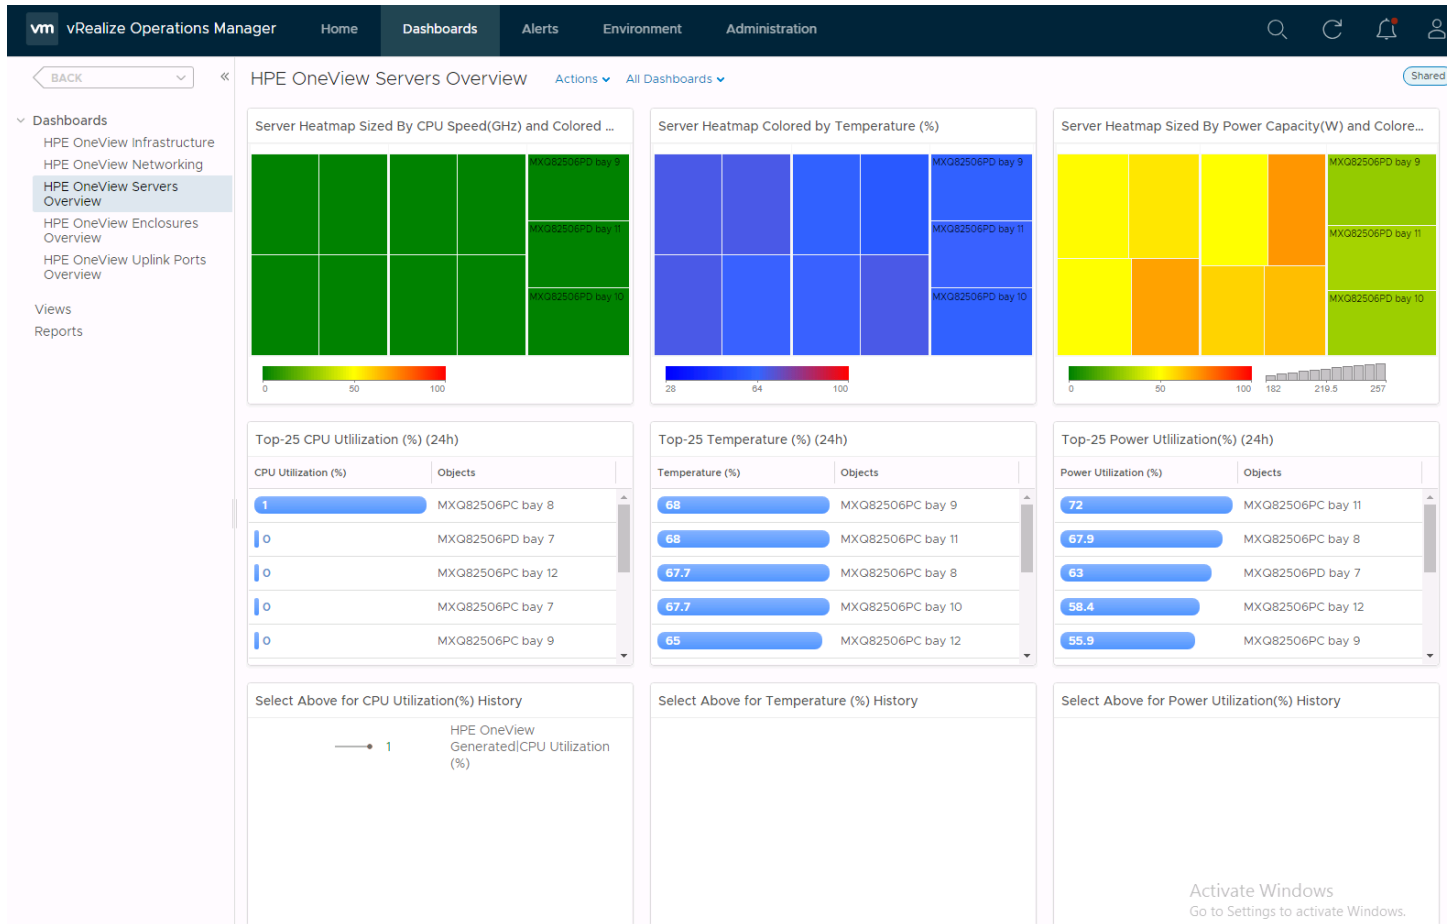 vm vRealize Operations Manager Home Dashboards Alerts Environment Administration
BACK
HPE OneView Servers Overview Actions All Dashboards Shared
Dashboards
HPE OneView Infrastructure
HPE OneView Networking
HPE OneView Servers
Overview
HPE OneView Enclosures
Overview
HPE OneView Uplink Ports
Overview
Views
Reports
Server Heatmap Sized By CPU Speed(GHz) and Colored ...
MXQ82506PD bay 9
MXQ82506PD bay 11
MXQ82506PD bay 10
0 50 100
Server Heatmap Colored by Temperature (%)
MXQ82506PD bay 9
MXQ82506PD bay 11
MXQ82506PD bay 10
28 64 100
Server Heatmap Sized By Power Capacity(W) and Colore...
MXQ82506PD bay 9
MXQ82506PD bay 11
MXQ82506PD bay 10
0 50 100 182 219.5 257
Top-25 CPU Utlilization (%) (24h)
CPU Utilization (%) Objects
1 MXQ82506PC bay 8
0 MXQ82506PD bay 7
0 MXQ82506PC bay 12
0 MXQ82506PC bay 7
0 MXQ82506PC bay 9
Top-25 Temperature (%) (24h)
Temperature (%) Objects
68 MXQ82506PC bay 9
68 MXQ82506PC bay 11
67.7 MXQ82506PC bay 8
67.7 MXQ82506PC bay 10
65 MXQ82506PC bay 12
Top-25 Power Utlilization(%) (24h)
Power Utilization (%) Objects
72 MXQ82506PC bay 11
67.9 MXQ82506PC bay 8
63 MXQ82506PD bay 7
58.4 MXQ82506PC bay 12
55.9 MXQ82506PC bay 9
Select Above for CPU Utilization(%) History
1 HPE OneView
Generated|CPU Utilization
(%)
Select Above for Temperature (%) History
Select Above for Power Utilization(%) History
Activate Windows
Go to Settings to activate Windows.